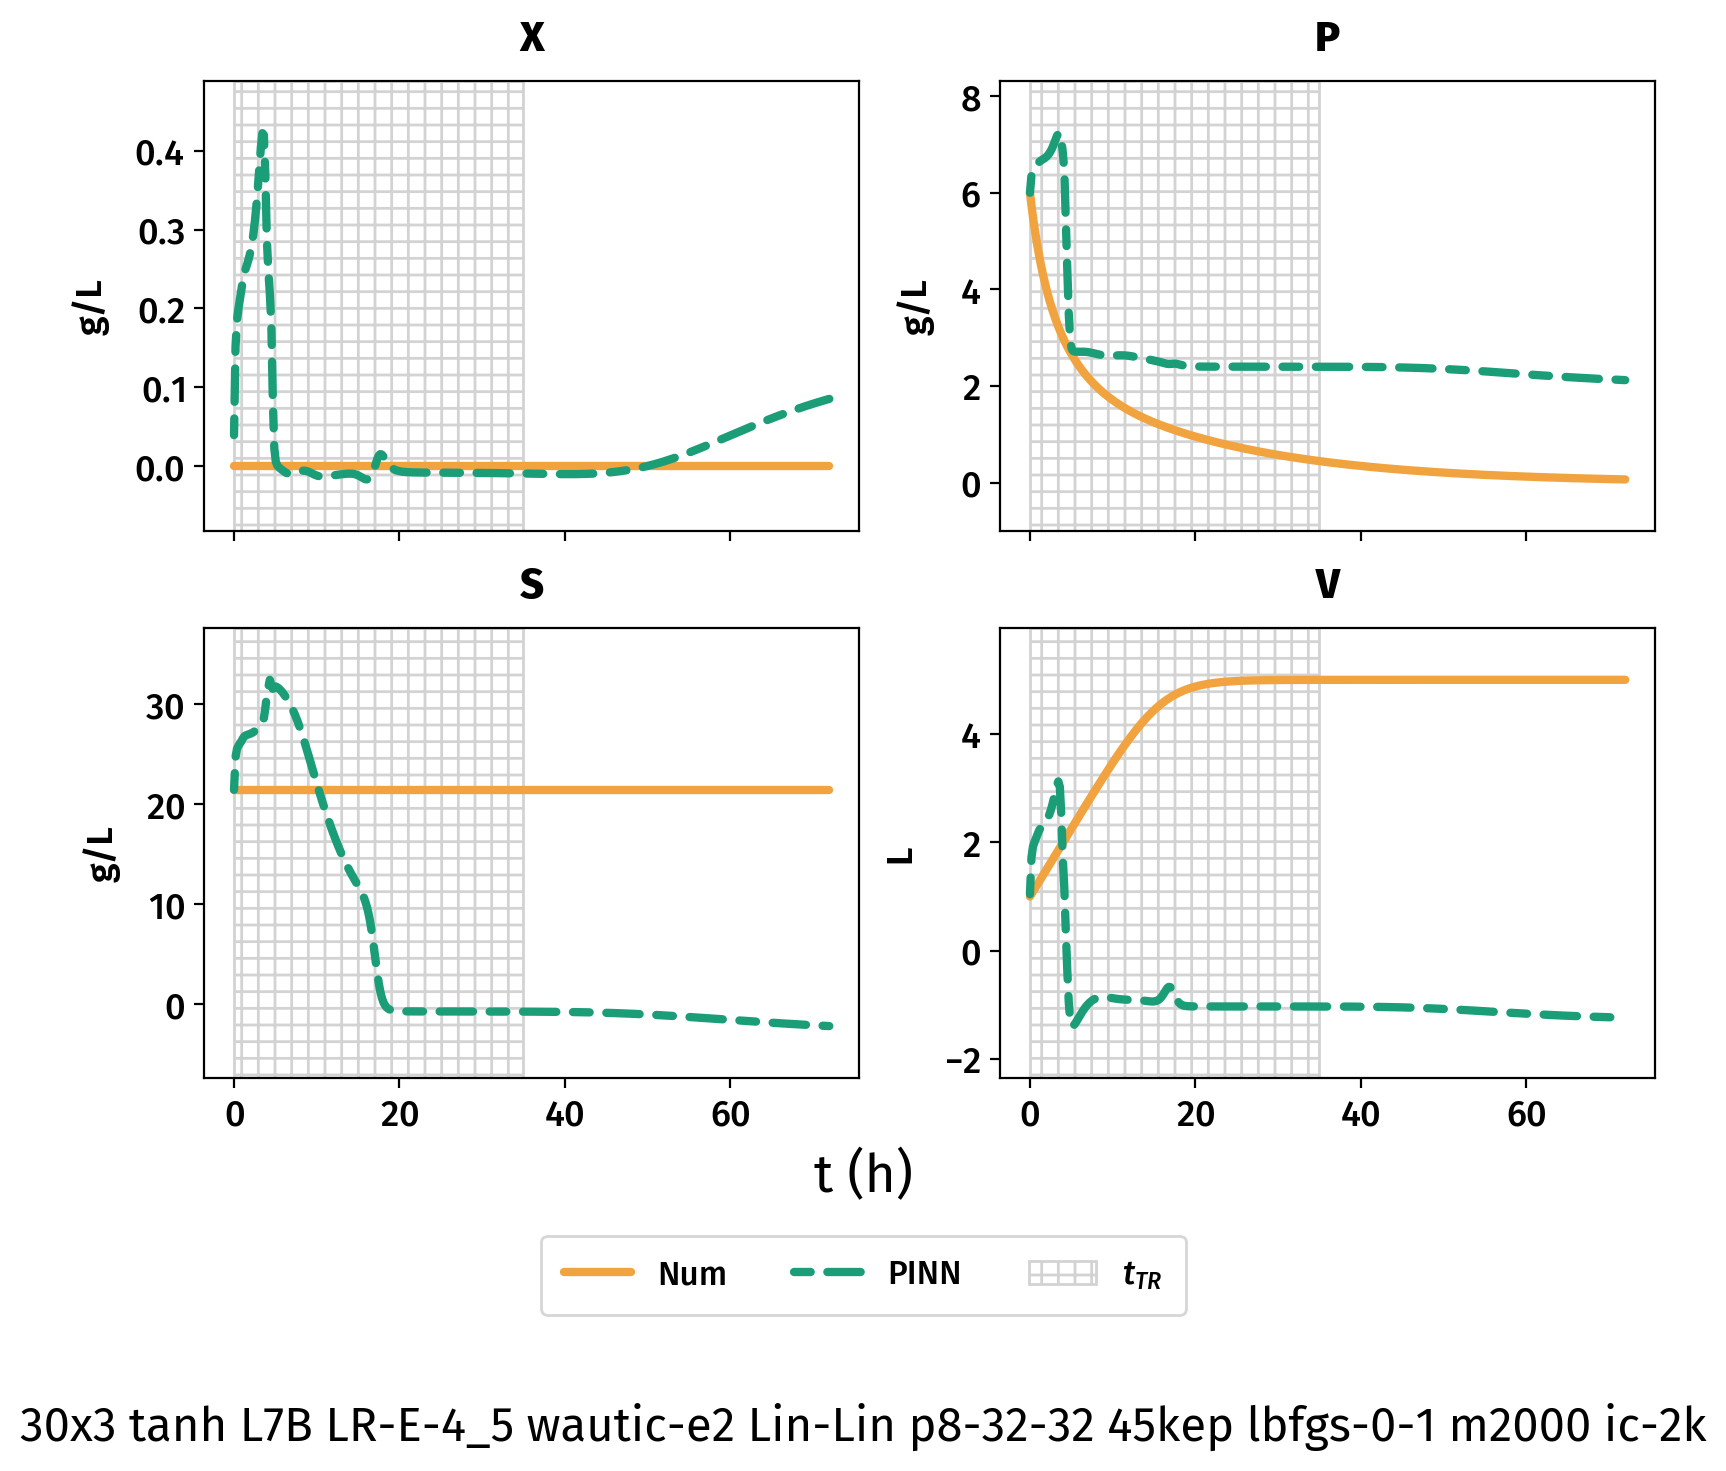 X
P
0.4
0.3
0.2
0.1
0.0
g/L
8
6
4
2
0
g/L
S
V
30
20
10
0
g/L
4
2
0
−2
L
0 20 40 60
0 20 40 60
t (h)
Num PINN tTR
30x3 tanh L7B LR-E-4_5 wautic-e2 Lin-Lin p8-32-32 45kep lbfgs-0-1 m2000 ic-2k